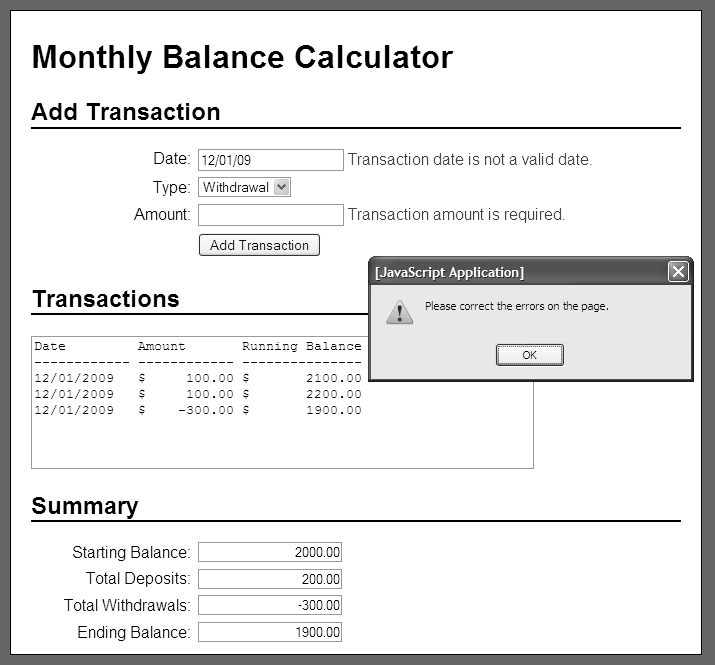 Monthly Balance Calculator
Add Transaction
Date: 12/01/09 Transaction date is not a valid date.
Type: Withdrawal
Amount: Transaction amount is required.
Add Transaction
[JavaScript Application]
Please correct the errors on the page.
OK
Transactions
Date Amount Running Balance
------------ ------------ ---------------
12/01/2009 $ 100.00 $ 2100.00
12/01/2009 $ 100.00 $ 2200.00
12/01/2009 $ -300.00 $ 1900.00
Summary
Starting Balance: 2000.00
Total Deposits: 200.00
Total Withdrawals: -300.00
Ending Balance: 1900.00